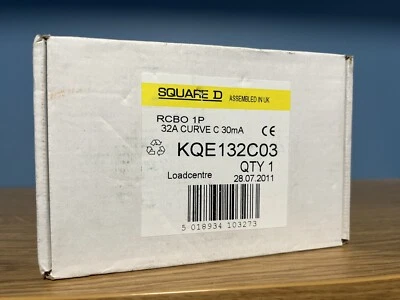 SQUARE D
ASSEMBLED IN UK
RCBO 1P
32A CURVE C 30mA
CE
KQE132C03
QTY 1
Loadcentre
28.07.2011
5 018934 103273